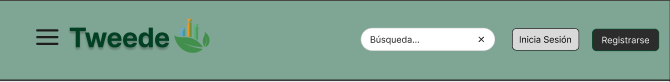 Tweede
Búsqueda...
Inicia Sesión
Registrarse